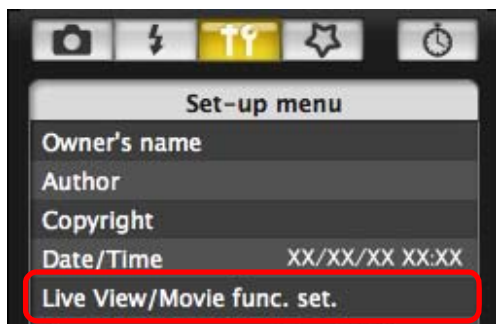 Set-up menu
Owner's name
Author
Copyright
Date/Time XX/XX/XX XX:XX
Live View/Movie func. set.